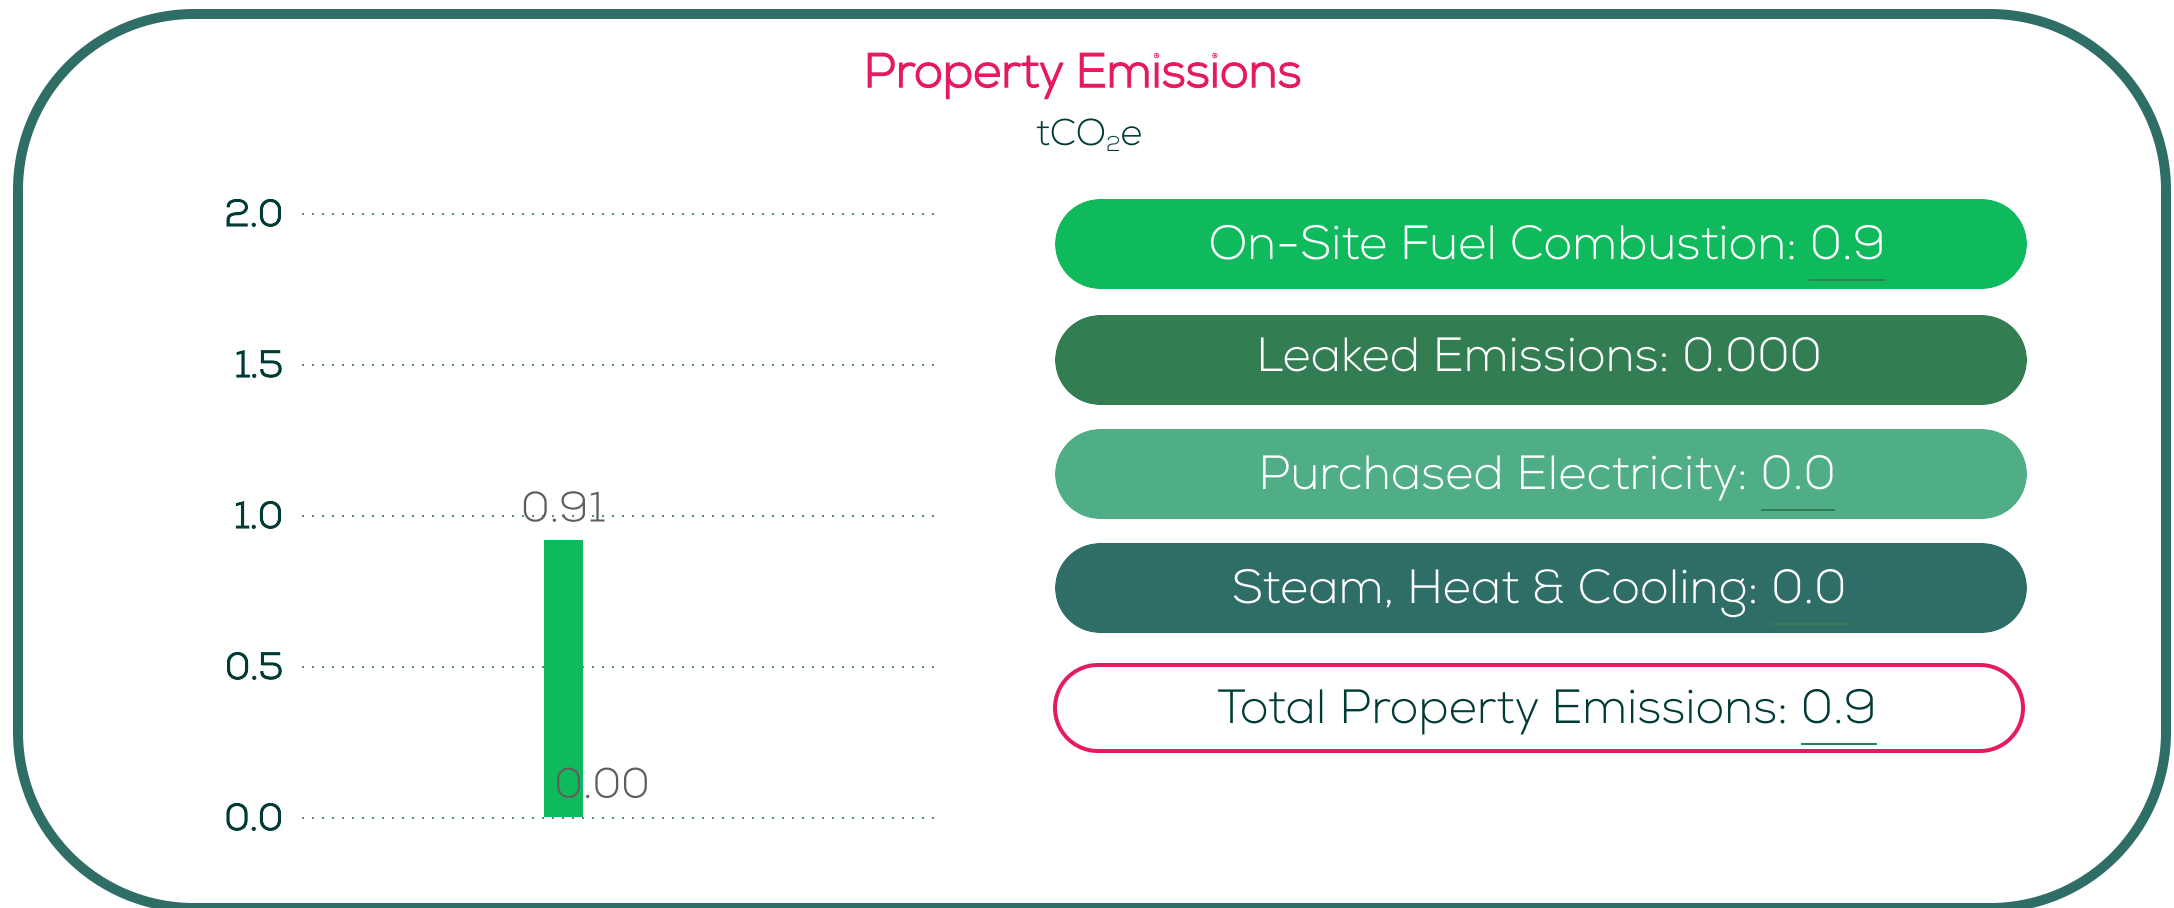 Property Emissions
tCO₂e
2.0
1.5
1.0
0.5
0.0
0.91
0.00
On-Site Fuel Combustion: 0.9
Leaked Emissions: 0.000
Purchased Electricity: 0.0
Steam, Heat & Cooling: 0.0
Total Property Emissions: 0.9